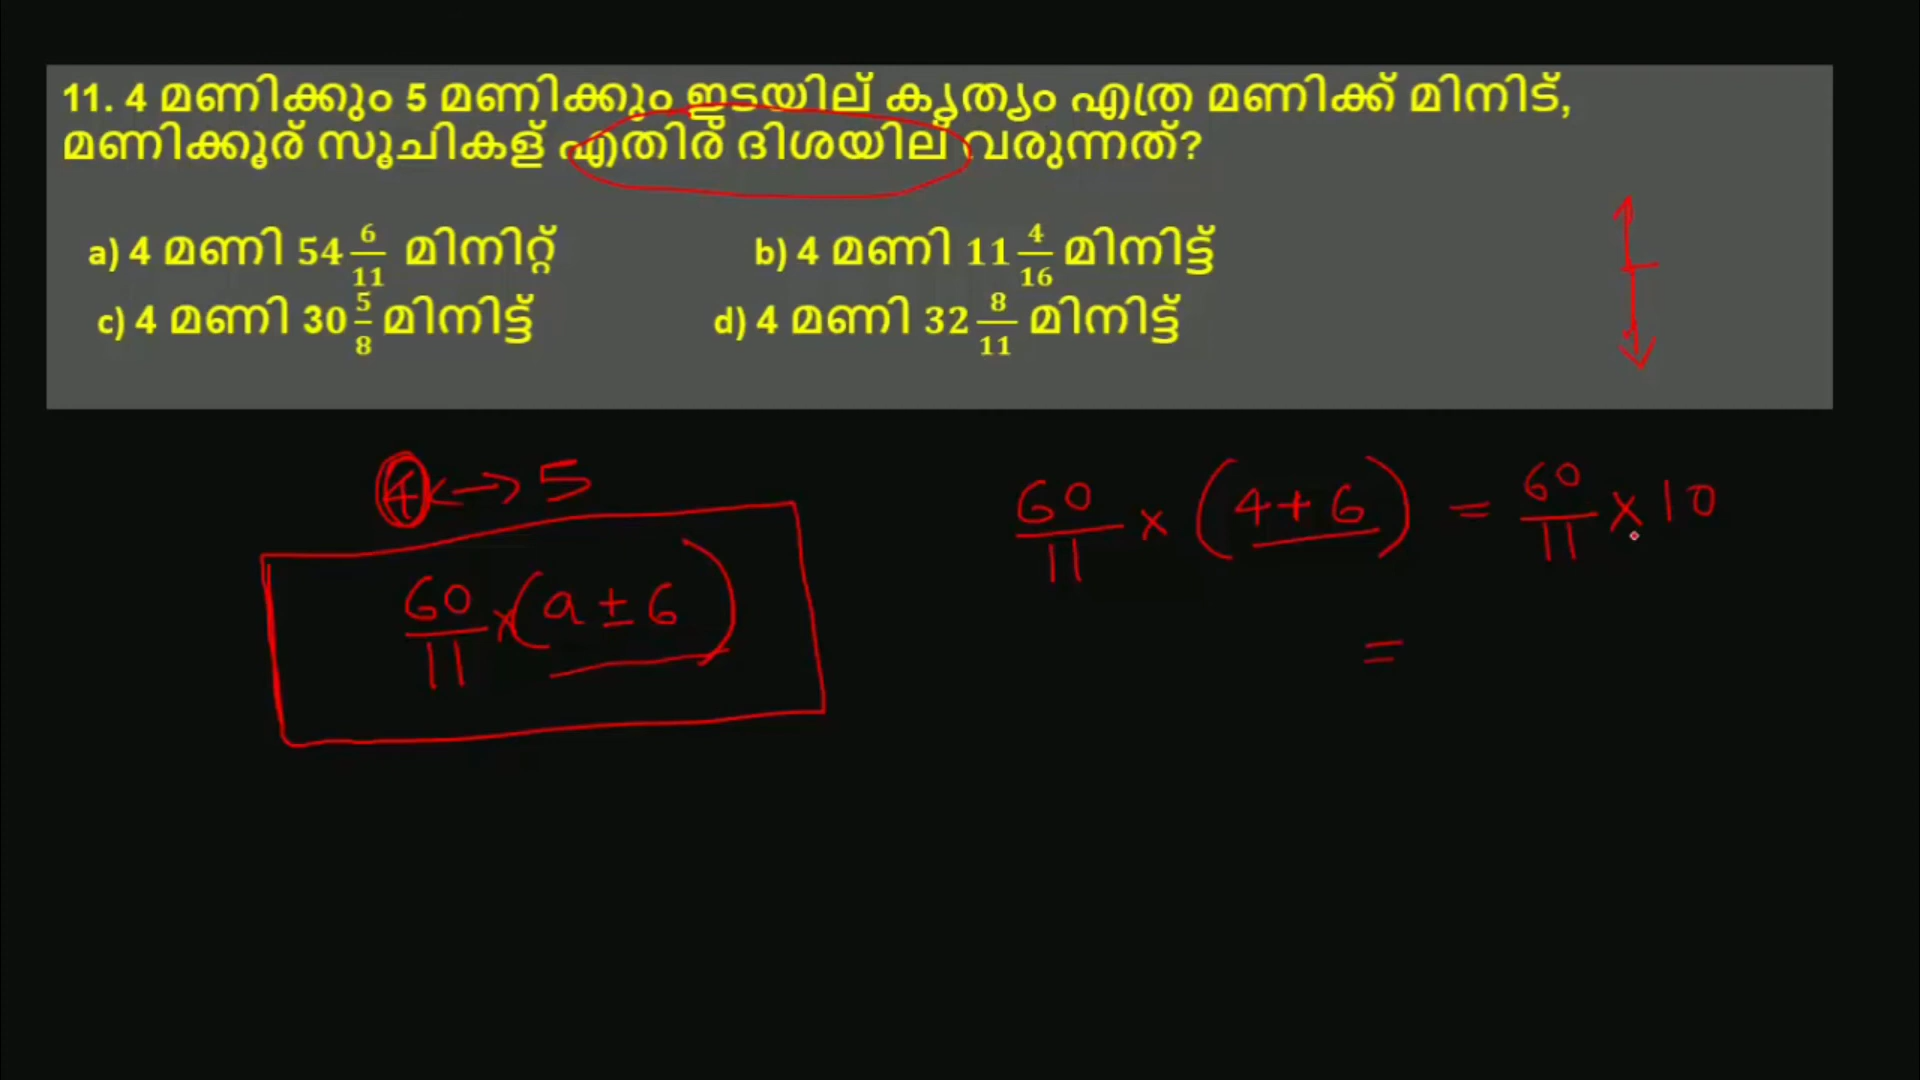 11. 4 മണിക്കും 5 മണിക്കും ഇടയില് കൃത്യം എത്ര മണിക്ക് മിനിട്,
മണിക്കൂര് സൂചികള് എതിര് ദിശയില് വരുന്നത്?
a) 4 മണി 54 6/11 മിനിറ്റ് b) 4 മണി 11 4/16 മിനിട്ട്
c) 4 മണി 30 5/8 മിനിട്ട് d) 4 മണി 32 8/11 മിനിട്ട്
4 ↔ 5
60/11 × (a ± 6)
60/11 × (4 + 6) = 60/11 × 10
=